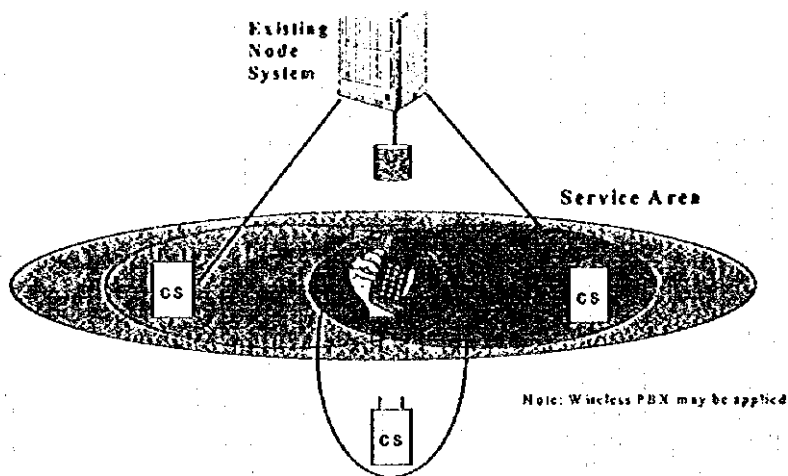 Existing
Node
System
Service Area
CS
CS
CS
Note: Wireless PBX may be applied